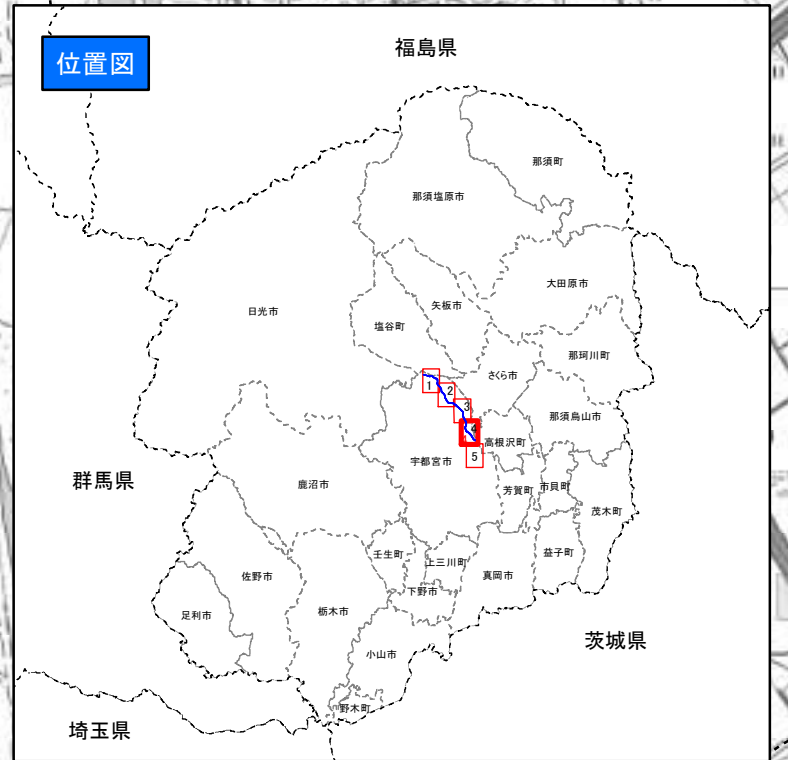 位置図
福島県
那須町
那須塩原市
大田原市
日光市
矢板市
塩谷町
那珂川町
さくら市
1
2
3
那須烏山市
4
高根沢町
5
宇都宮市
群馬県
鹿沼市
芳賀町
市貝町
茂木町
壬生町
上三川町
益子町
佐野市
真岡市
下野市
足利市
栃木市
小山市
茨城県
野木町
埼玉県